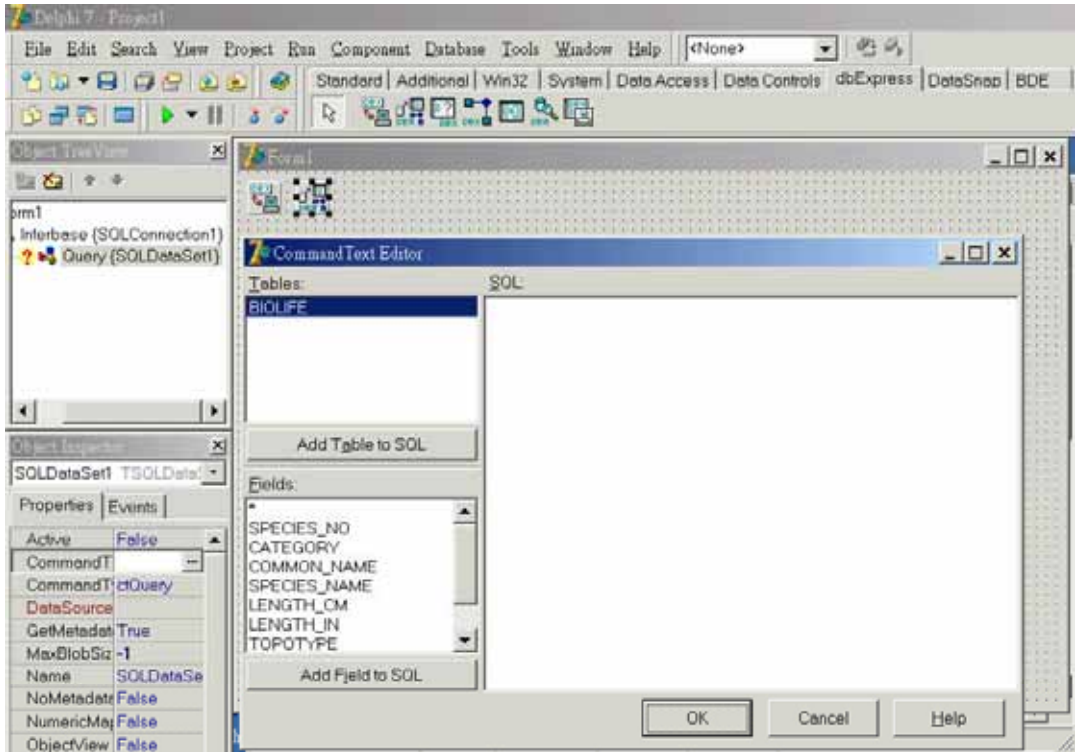 Delphi 7 - Project1
File Edit Search View Project Run Component Database Tools Window Help <None>
Standard Additional Win32 System Data Access Data Controls dbExpress DataSnap BDE
Object TreeView
Form1
orm1
Interbase {SQLConnection1}
Query {SQLDataSet1}
CommandText Editor
Tables:
SQL:
BIOLIFE
Add Table to SQL
Fields:
*
SPECIES_NO
CATEGORY
COMMON_NAME
SPECIES_NAME
LENGTH_CM
LENGTH_IN
TOPOTYPE
Add Field to SQL
OK Cancel Help
Object Inspector
SQLDataSet1 TSQLData
Properties Events
Active False
CommandT ...
CommandTy ctQuery
DataSource
GetMetadat True
MaxBlobSiz -1
Name SQLDataSe
NoMetadata False
NumericMap False
ObjectView False